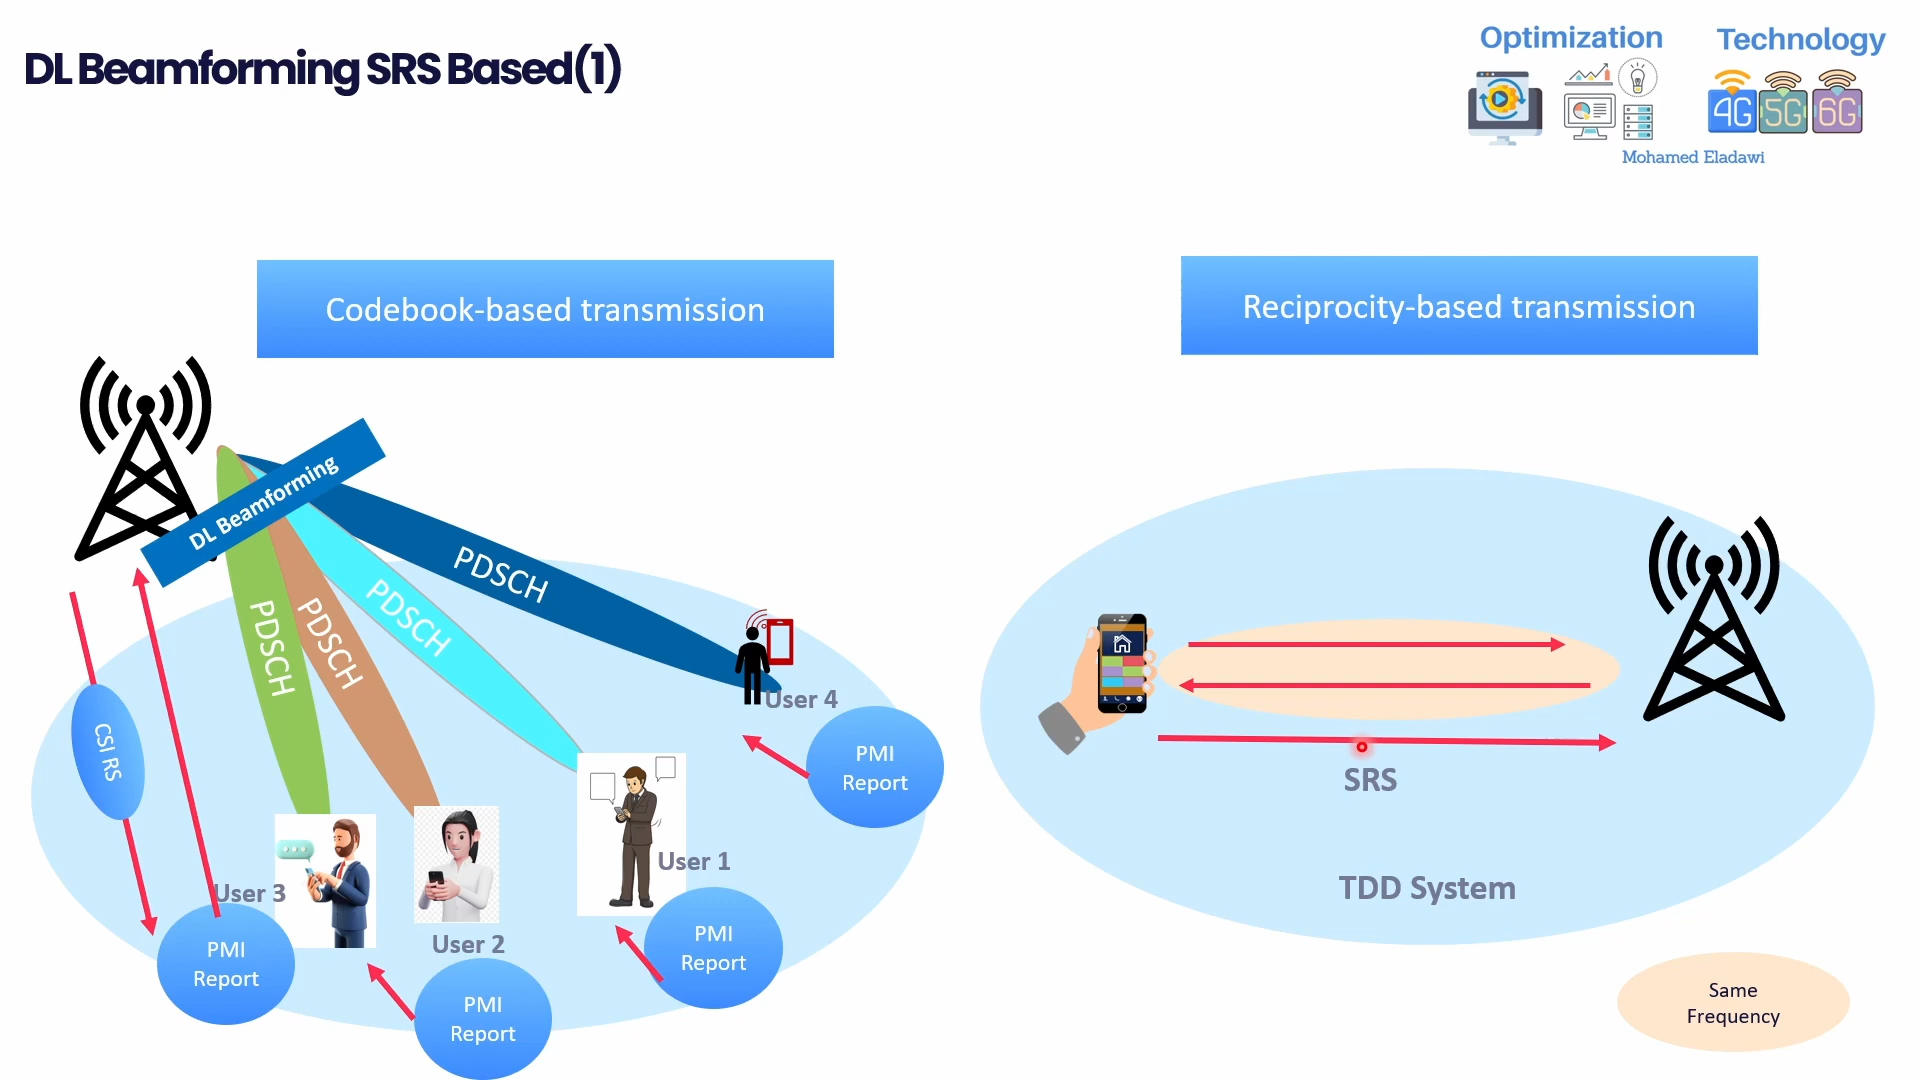 DL Beamforming SRS Based(1)
Optimization
Technology
4G 5G 6G
Mohamed Eladawi
Codebook-based transmission
Reciprocity-based transmission
DL Beamforming
PDSCH
PDSCH
PDSCH
PDSCH
CSI RS
User 4
PMI
Report
User 1
PMI
Report
User 3
PMI
Report
User 2
PMI
Report
SRS
TDD System
Same
Frequency